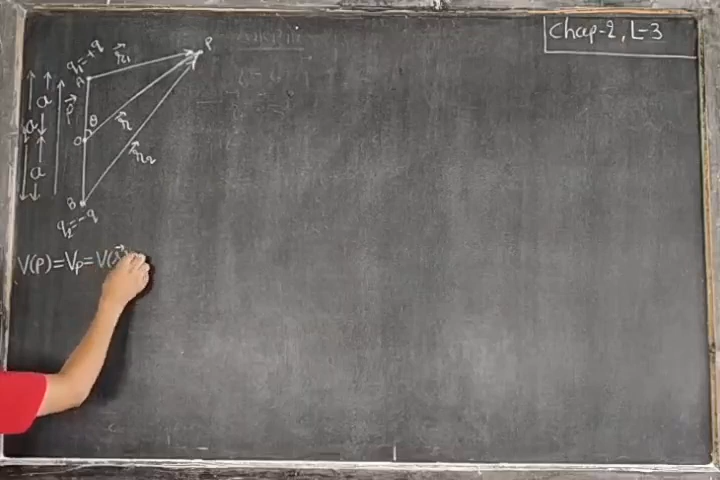 Chap-2, L-3
q₁=+q
A
r⃗₁
P
a
p⃗
θ
O
r⃗
a
r⃗₂
B
q₂=-q
V(P)=Vₚ=V(r⃗)